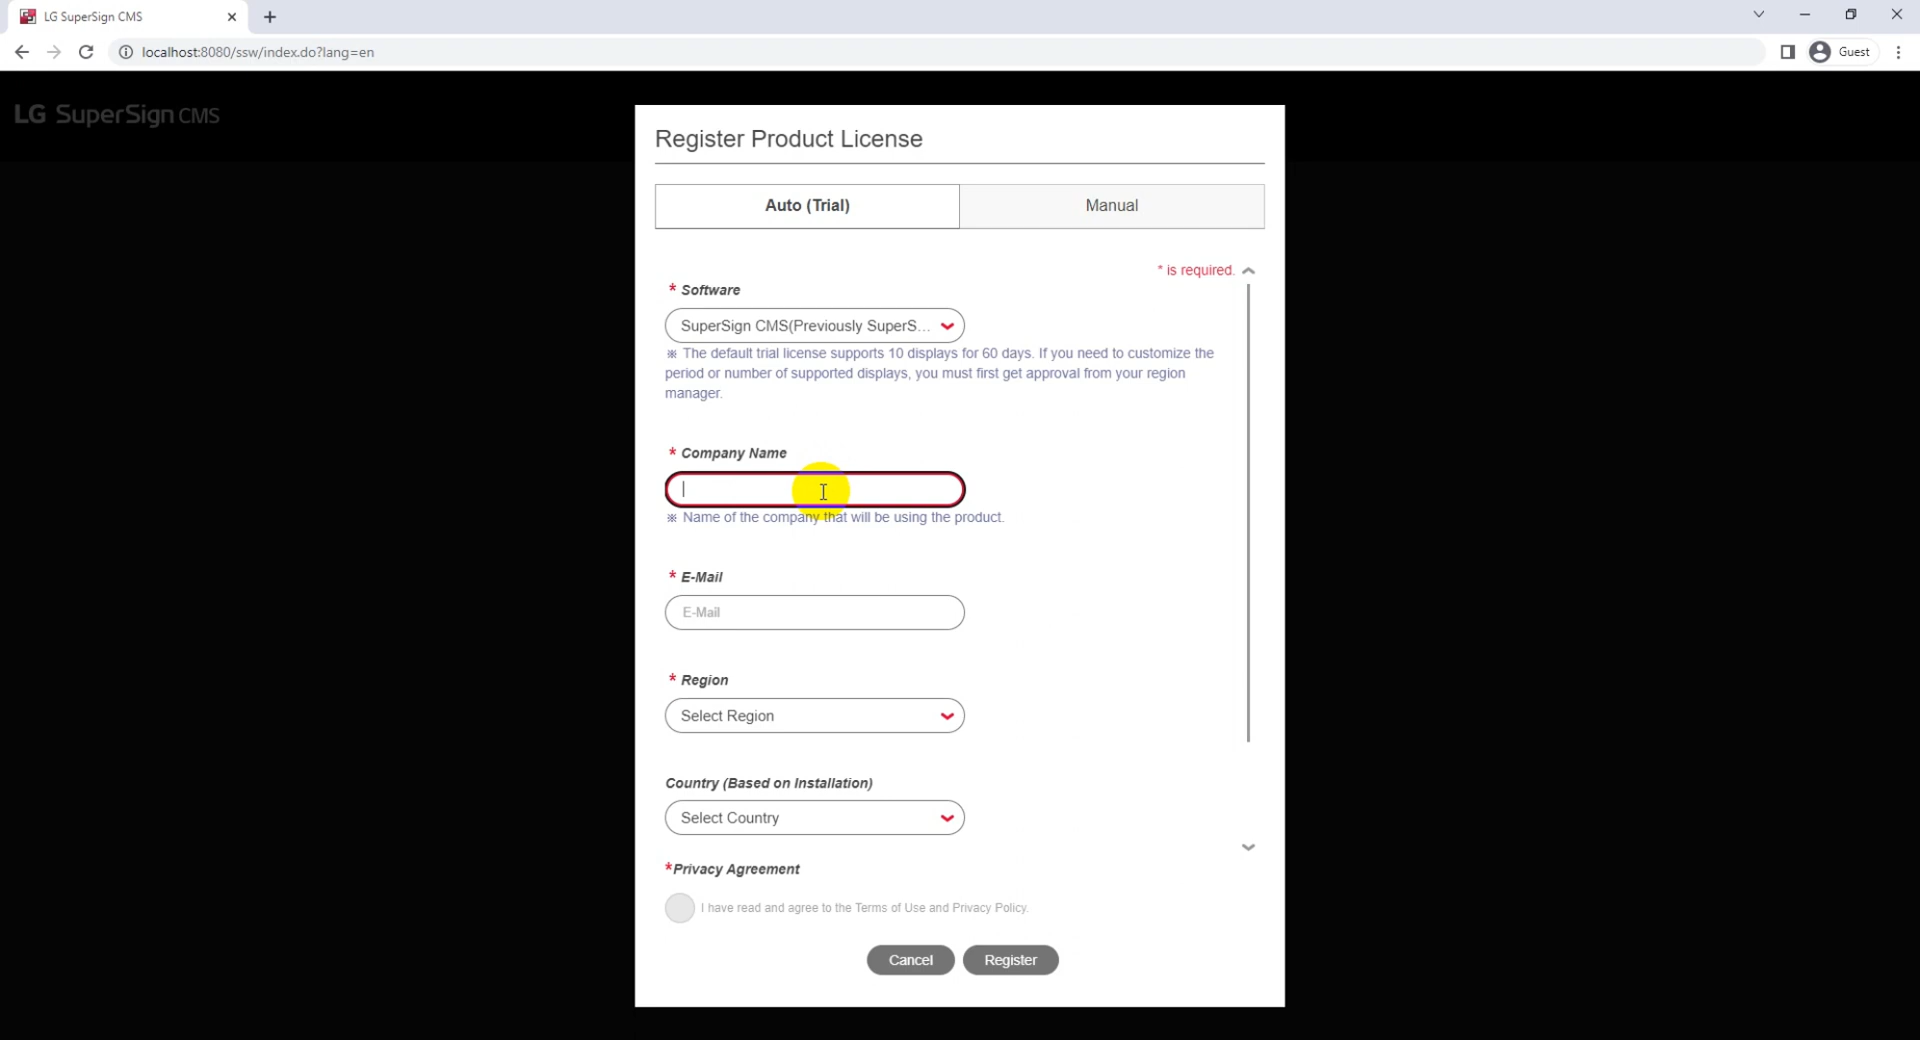 LG SuperSign CMS
localhost:8080/ssw/index.do?lang=en
Guest
LG SuperSign CMS
Register Product License
Auto (Trial)
Manual
* is required.
* Software
SuperSign CMS(Previously SuperS...
※ The default trial license supports 10 displays for 60 days. If you need to customize the
period or number of supported displays, you must first get approval from your region
manager.
* Company Name
※ Name of the company that will be using the product.
* E-Mail
E-Mail
* Region
Select Region
Country (Based on Installation)
Select Country
*Privacy Agreement
I have read and agree to the Terms of Use and Privacy Policy.
Cancel
Register